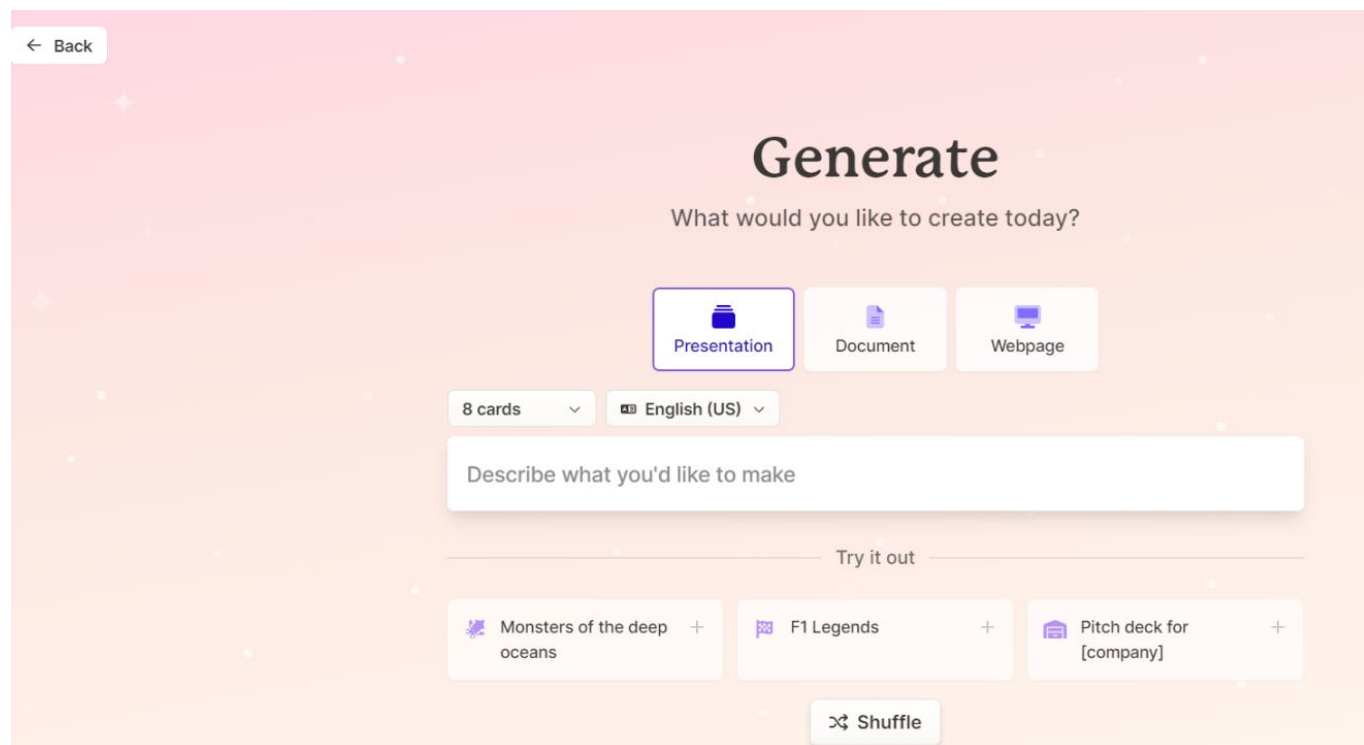 Back
Generate
What would you like to create today?
Presentation
Document
Webpage
8 cards
English (US)
Describe what you'd like to make
Try it out
Monsters of the deep
oceans
F1 Legends
Pitch deck for
[company]
Shuffle